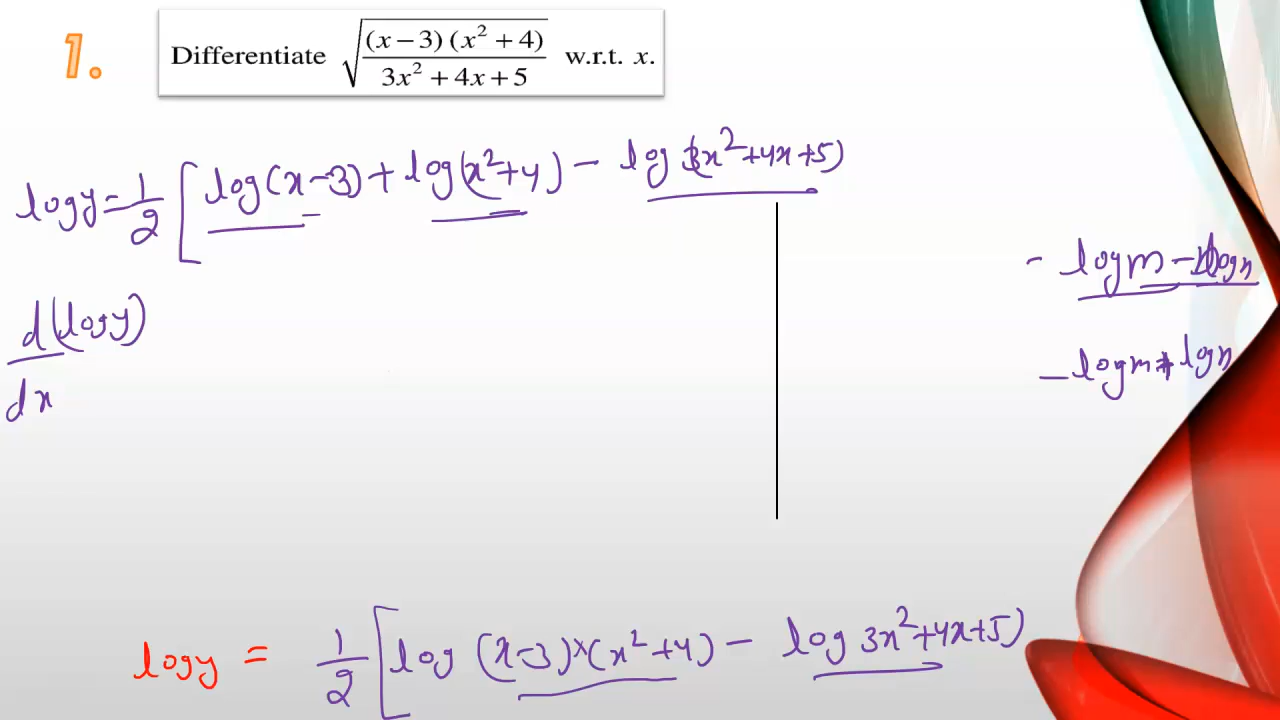 1.
Differentiate √((x − 3) (x² + 4) / (3x² + 4x + 5)) w.r.t. x.
log y = 1/2 [log(x−3) + log(x²+4) − log(3x²+4x+5)
d(log y)/dx
- log m − log n
− log m + log n
log y = 1/2 [log (x−3)×(x²+4) − log 3x²+4x+5)